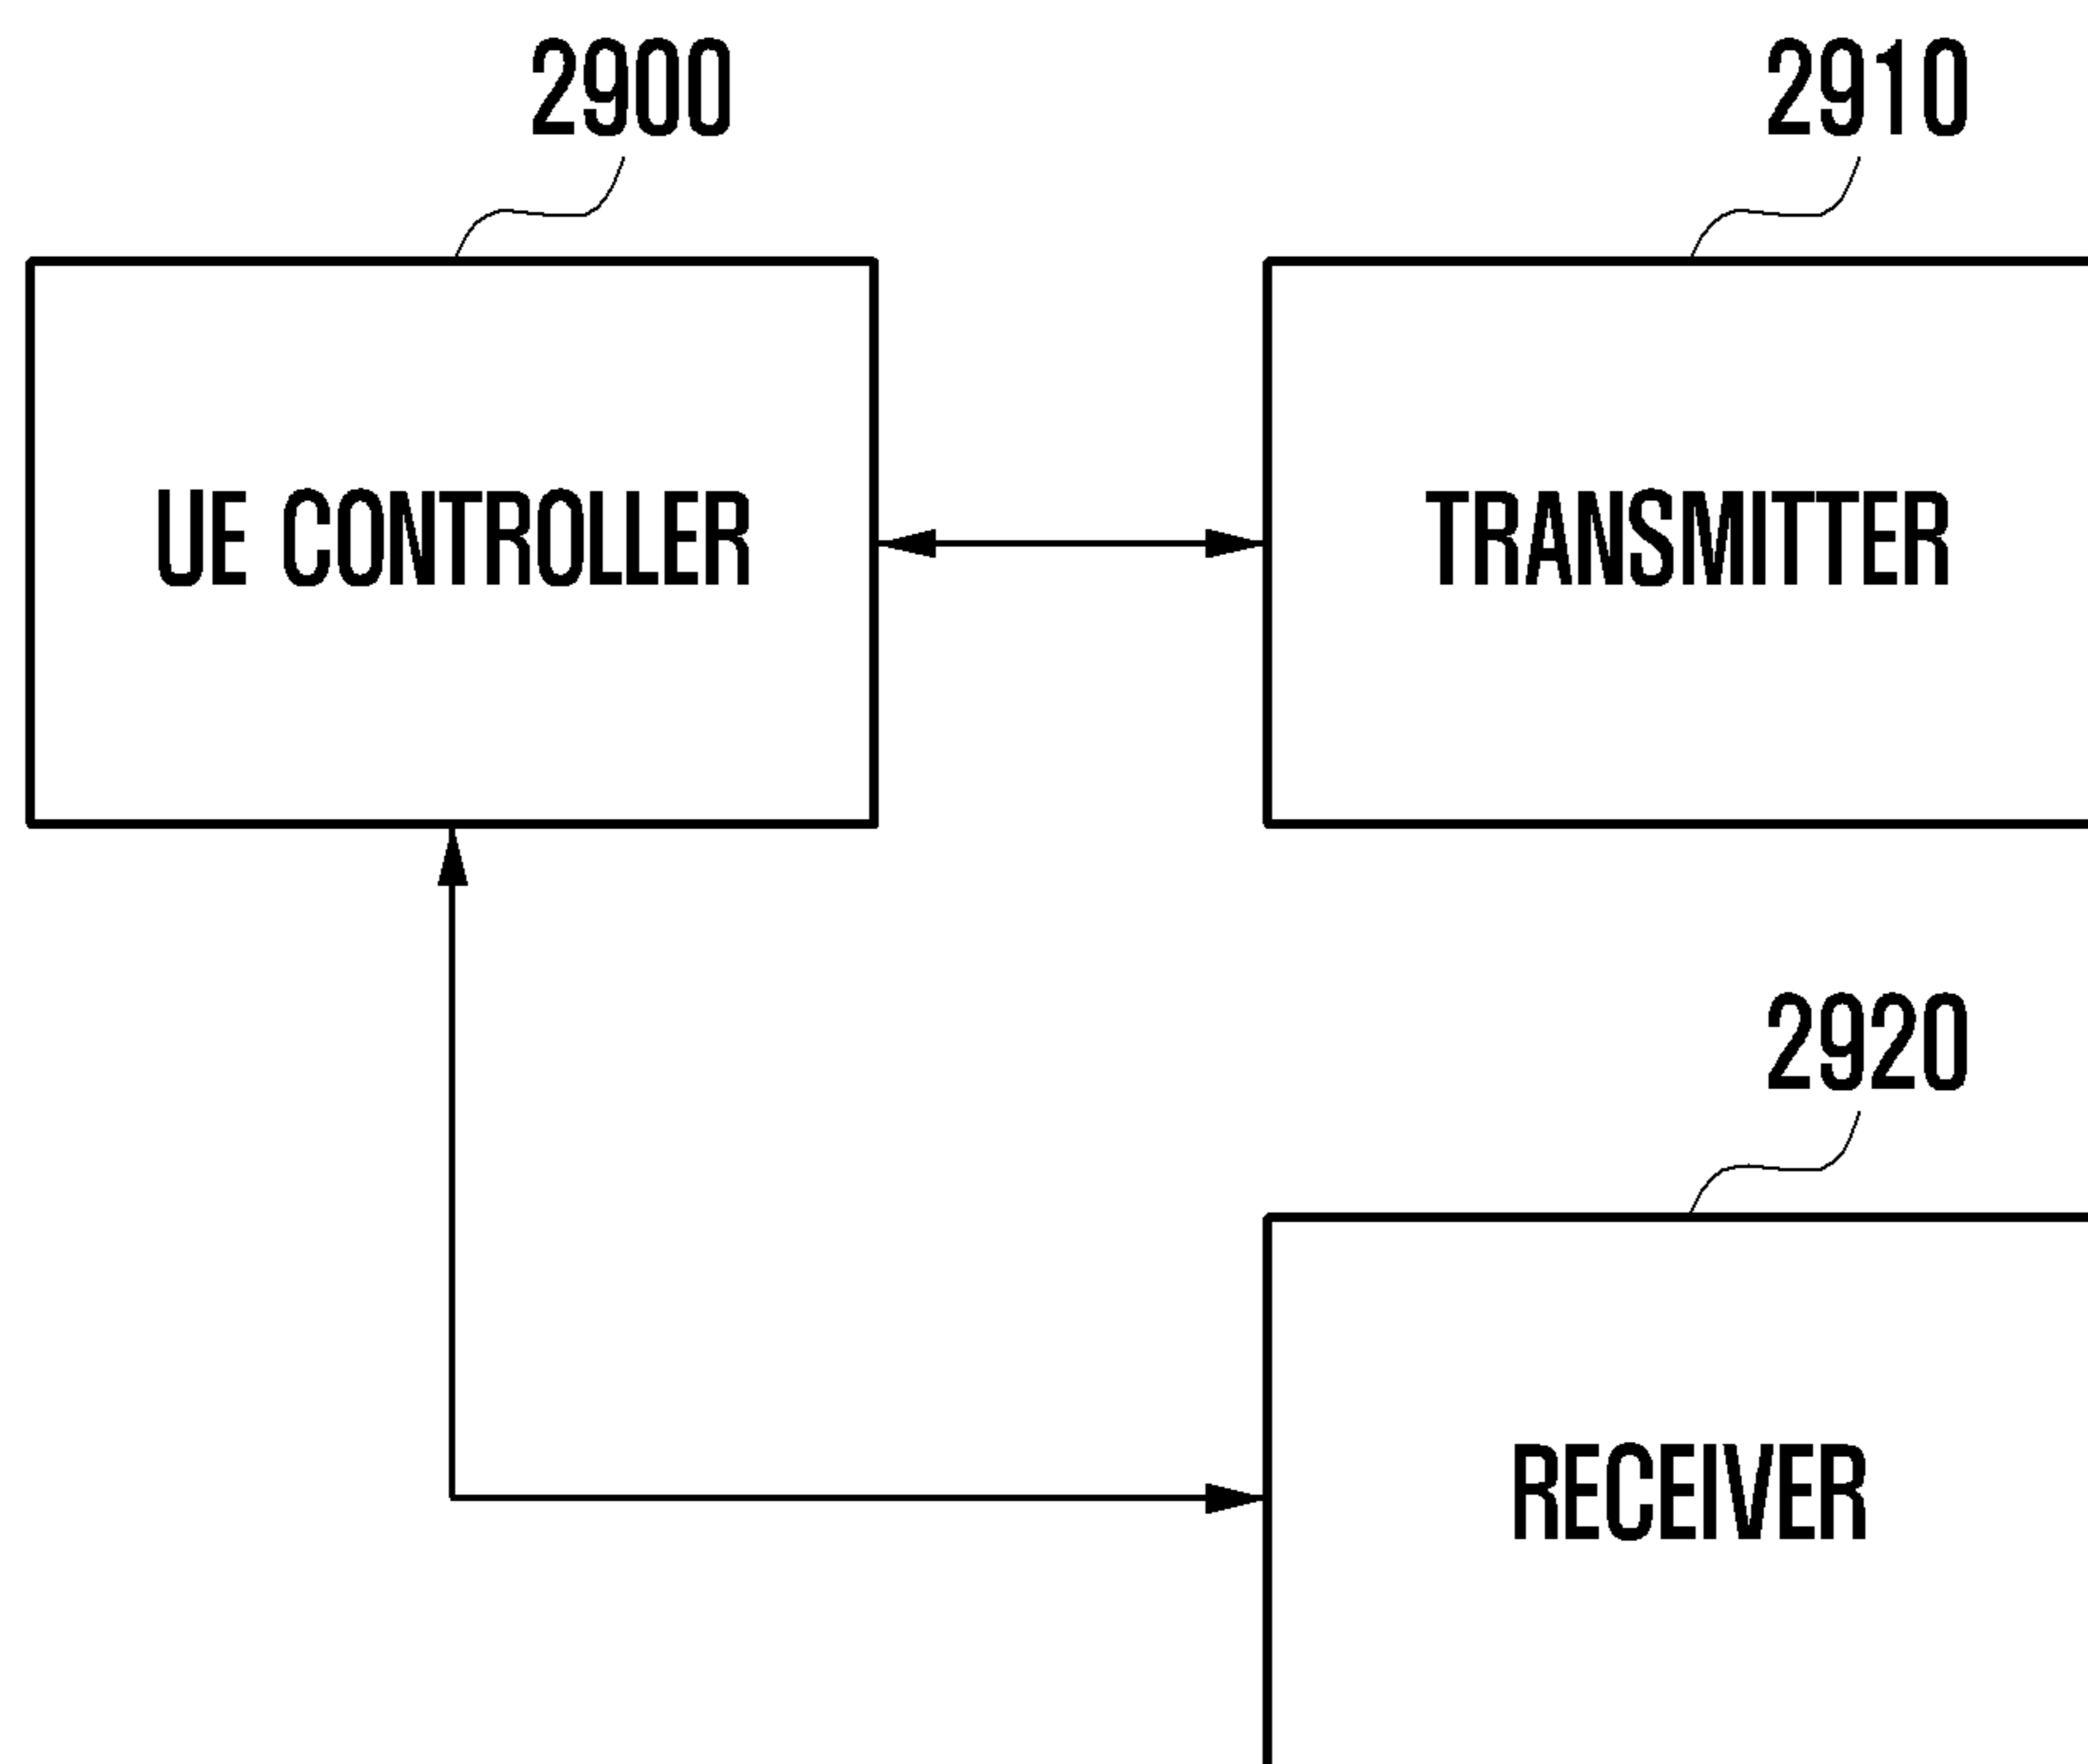 2900
2910
UE CONTROLLER
TRANSMITTER
2920
RECEIVER